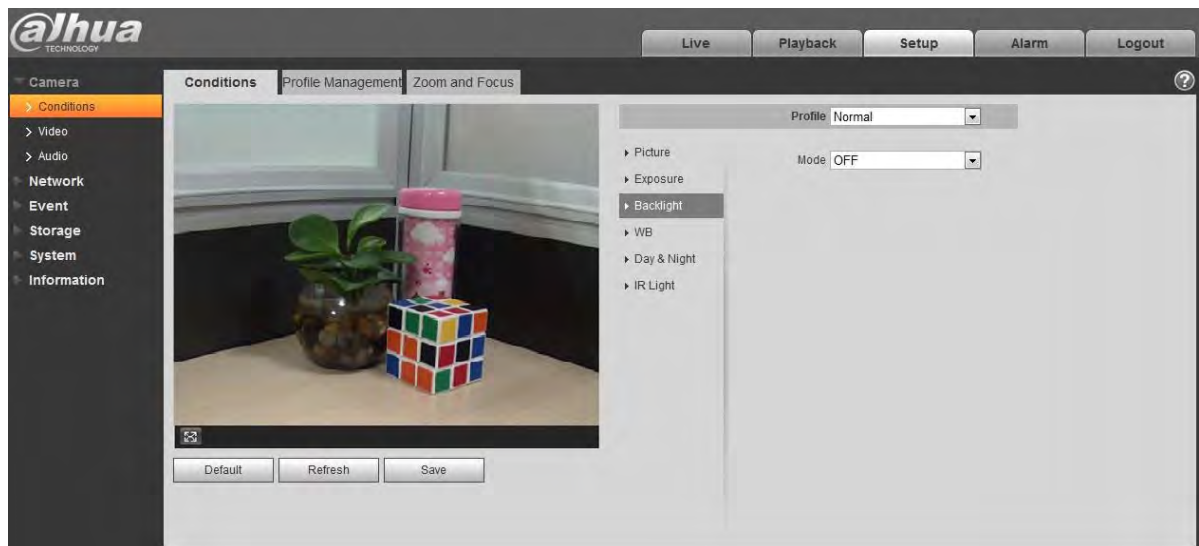 alhua
TECHNOLOGY
Live
Playback
Setup
Alarm
Logout
Camera
Conditions
Video
Audio
Network
Event
Storage
System
Information
Conditions
Profile Management
Zoom and Focus
?
Profile Normal
Picture
Exposure
Backlight
WB
Day & Night
IR Light
Mode OFF
Default
Refresh
Save